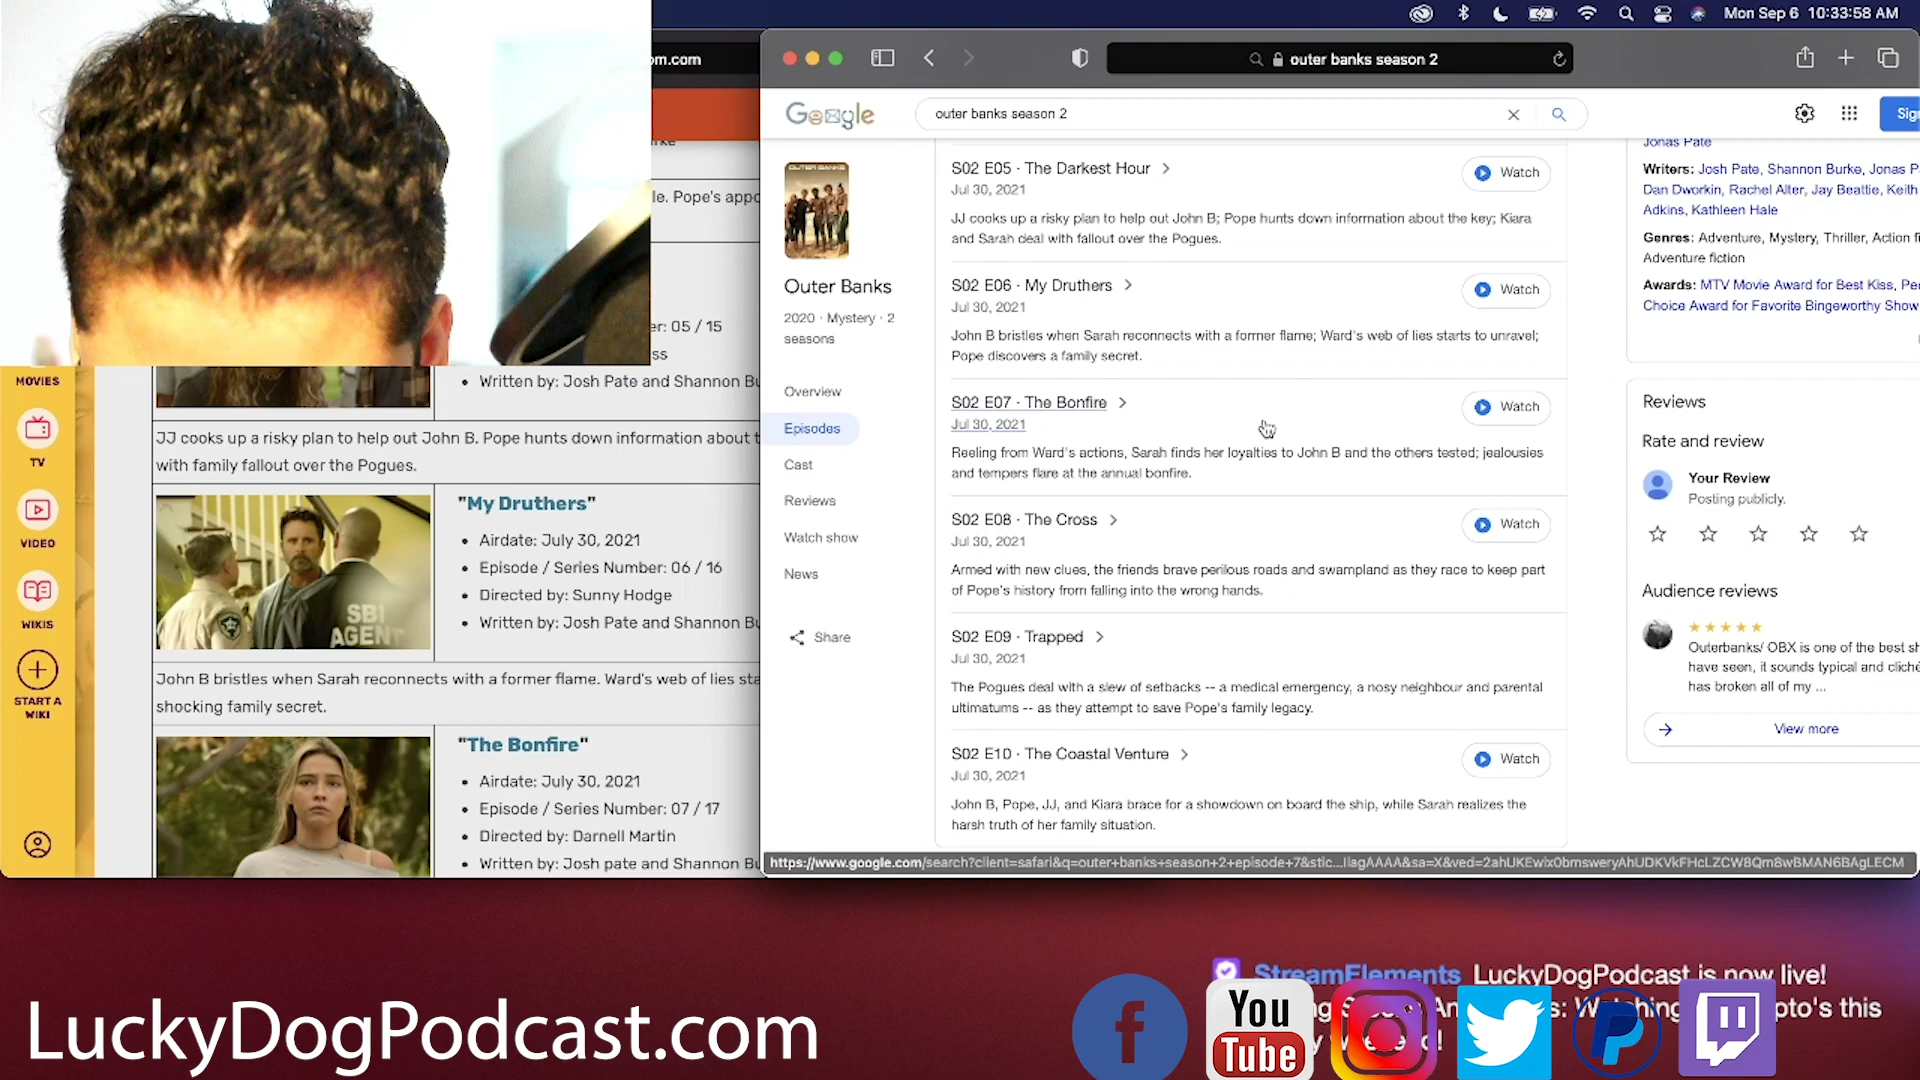 Mon Sep 6 10:33:58 AM
om.com
outer banks season 2
Google
outer banks season 2
Sig
le. Pope's appo
er: 05 / 15
ss
Written by: Josh Pate and Shannon Bu
JJ cooks up a risky plan to help out John B. Pope hunts down information about t
with family fallout over the Pogues.
"My Druthers"
Airdate: July 30, 2021
Episode / Series Number: 06 / 16
Directed by: Sunny Hodge
Written by: Josh Pate and Shannon Bu
SBI
AGENT
John B bristles when Sarah reconnects with a former flame. Ward's web of lies sta
shocking family secret.
"The Bonfire"
Airdate: July 30, 2021
Episode / Series Number: 07 / 17
Directed by: Darnell Martin
Written by: Josh pate and Shannon Bu
MOVIES
TV
VIDEO
WIKIS
START A
WIKI
OUTER BANKS
Outer Banks
2020 · Mystery · 2
seasons
Overview
Episodes
Cast
Reviews
Watch show
News
Share
S02 E05 · The Darkest Hour
Jul 30, 2021
Watch
JJ cooks up a risky plan to help out John B; Pope hunts down information about the key; Kiara
and Sarah deal with fallout over the Pogues.
S02 E06 · My Druthers
Jul 30, 2021
Watch
John B bristles when Sarah reconnects with a former flame; Ward's web of lies starts to unravel;
Pope discovers a family secret.
S02 E07 · The Bonfire
Jul 30, 2021
Watch
Reeling from Ward's actions, Sarah finds her loyalties to John B and the others tested; jealousies
and tempers flare at the annual bonfire.
S02 E08 · The Cross
Jul 30, 2021
Watch
Armed with new clues, the friends brave perilous roads and swampland as they race to keep part
of Pope's history from falling into the wrong hands.
S02 E09 · Trapped
Jul 30, 2021
The Pogues deal with a slew of setbacks -- a medical emergency, a nosy neighbour and parental
ultimatums -- as they attempt to save Pope's family legacy.
S02 E10 · The Coastal Venture
Jul 30, 2021
Watch
John B, Pope, JJ, and Kiara brace for a showdown on board the ship, while Sarah realizes the
harsh truth of her family situation.
Jonas Pate
Writers: Josh Pate, Shannon Burke, Jonas P
Dan Dworkin, Rachel Alter, Jay Beattie, Keith
Adkins, Kathleen Hale
Genres: Adventure, Mystery, Thriller, Action fi
Adventure fiction
Awards: MTV Movie Award for Best Kiss, Peo
Choice Award for Favorite Bingeworthy Show
Reviews
Rate and review
Your Review
Posting publicly.
Audience reviews
Outerbanks/ OBX is one of the best sh
have seen, it sounds typical and cliché
has broken all of my ...
View more
LuckyDogPodcast.com
StreamElements LuckyDogPodcast is now live!
pto's this
You
Tube